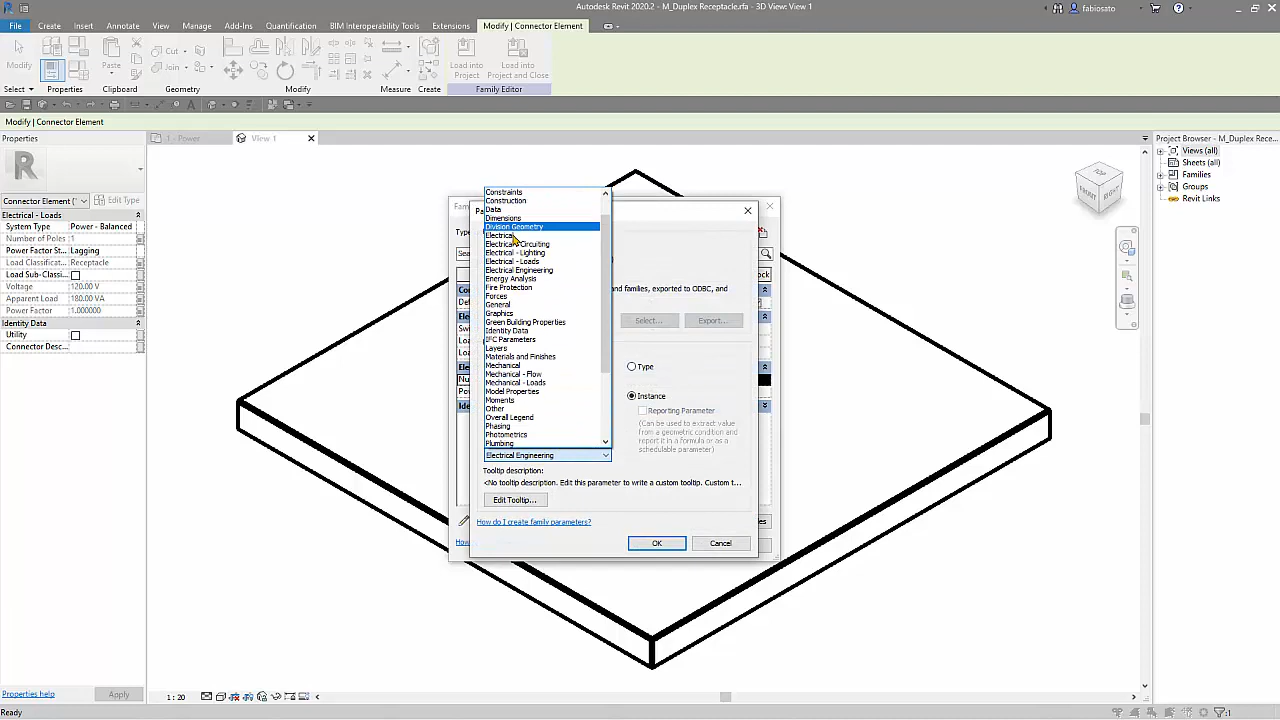 Autodesk Revit 2020.2 - M_Duplex Receptacle.rfa - 3D View: View 1
fabiosato
File Create Insert Annotate View Manage Add-Ins Quantification BIM Interoperability Tools Extensions Modify | Connector Element
Modify
Paste
Cut
Join
Load into
Project
Load into
Project and Close
Select Properties Clipboard Geometry Modify Measure Create Family Editor
Modify | Connector Element
Properties
1 - Power
View 1
Project Browser - M_Duplex Rece...
Views (all)
Sheets (all)
Families
Groups
Revit Links
Edit Type
Electrical - Loads
System Type Power - Balanced
Number of Poles 1
Power Factor St... Lagging
Load Classificat... Receptacle
Load Sub-Classi...
Voltage 120.00 V
Apparent Load 180.00 VA
Power Factor 1.000000
Identity Data
Utility
Connector Desc...
Properties help
Apply
TOP
FRONT
RIGHT
Constraints
Construction
Data
Dimensions
Division Geometry
Electrical
Electrical - Circuiting
Electrical - Lighting
Electrical - Loads
Electrical Engineering
Energy Analysis
Fire Protection
Forces
General
Graphics
Green Building Properties
Identity Data
IFC Parameters
Layers
Materials and Finishes
Mechanical
Mechanical - Flow
Mechanical - Loads
Model Properties
Moments
Other
Overall Legend
Phasing
Photometrics
Plumbing
Electrical Engineering
and families, exported to ODBC, and
Select...
Export...
Type
Instance
Reporting Parameter
(Can be used to extract value
from a geometric condition and
report it in a formula or as a
schedulable parameter)
Tooltip description:
<No tooltip description. Edit this parameter to write a custom tooltip. Custom t...
Edit Tooltip...
How do I create family parameters?
OK
Cancel
1 : 20
Ready
:1